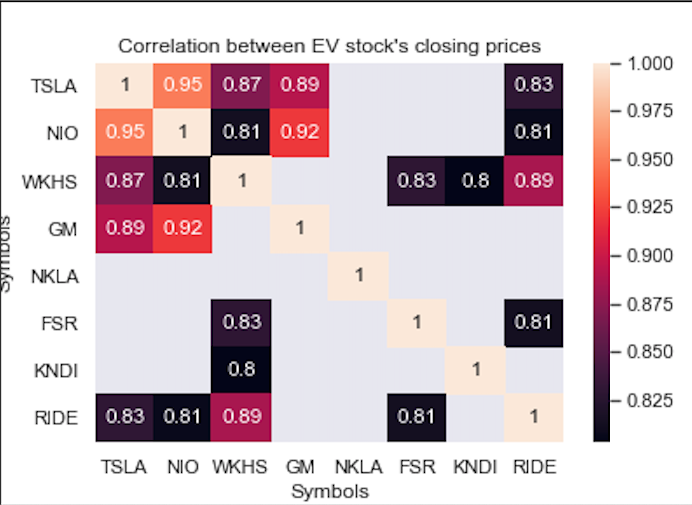 Correlation between EV stock's closing prices
TSLA 1 0.95 0.87 0.89 0.83
NIO 0.95 1 0.81 0.92 0.81
WKHS 0.87 0.81 1 0.83 0.8 0.89
GM 0.89 0.92 1
NKLA 1
FSR 0.83 1 0.81
KNDI 0.8 1
RIDE 0.83 0.81 0.89 0.81 1
TSLA NIO WKHS GM NKLA FSR KNDI RIDE
Symbols
Symbols
1.000
0.975
0.950
0.925
0.900
0.875
0.850
0.825